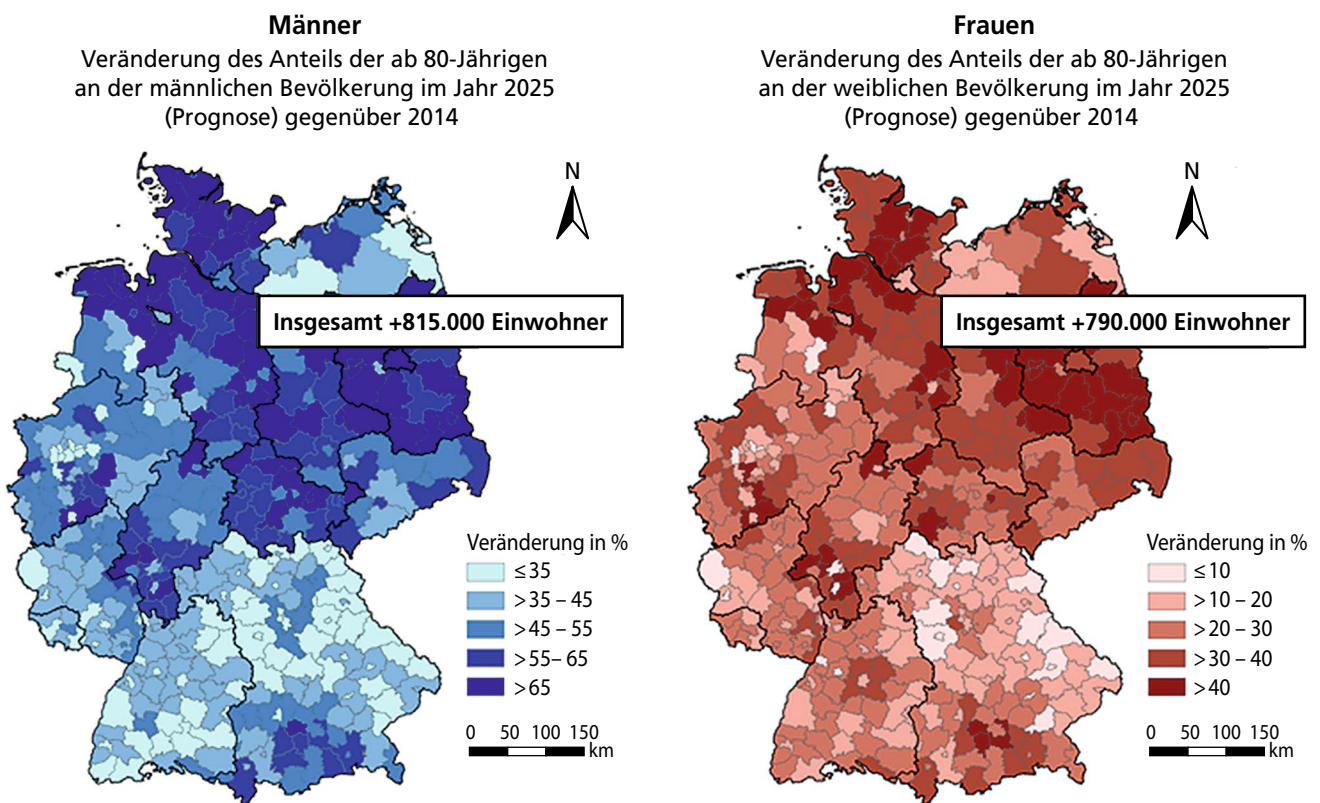 Männer
Veränderung des Anteils der ab 80-Jährigen
an der männlichen Bevölkerung im Jahr 2025
(Prognose) gegenüber 2014
N
Insgesamt +815.000 Einwohner
Veränderung in %
≤ 35
>35 – 45
>45 – 55
>55– 65
>65
0 50 100 150
km
Frauen
Veränderung des Anteils der ab 80-Jährigen
an der weiblichen Bevölkerung im Jahr 2025
(Prognose) gegenüber 2014
N
Insgesamt +790.000 Einwohner
Veränderung in %
≤ 10
>10 – 20
>20 – 30
>30 – 40
>40
0 50 100 150
km